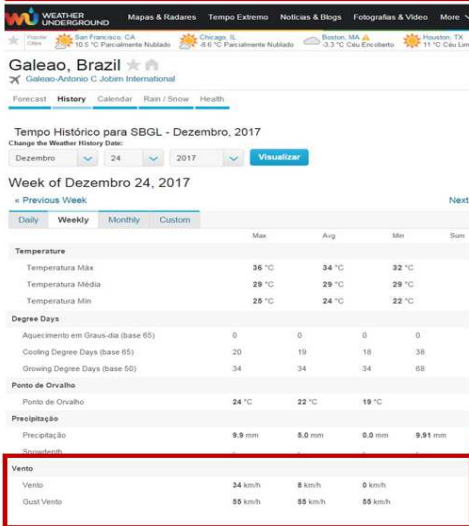 WEATHER
UNDERGROUND
Mapas & Radares Tempo Extremo Notícias & Blogs Fotografias & Vídeo More
Popular
Cities
San Francisco, CA
10.5 °C Parcialmente Nublado
Chicago, IL
-8.6 °C Parcialmente Nublado
Boston, MA
-3.3 °C Céu Encoberto
Houston, TX
11 °C Céu Lim
Galeao, Brazil
Galeao-Antonio C Jobim International
Forecast History Calendar Rain / Snow Health
Tempo Histórico para SBGL - Dezembro, 2017
Change the Weather History Date:
Dezembro 24 2017 Visualizar
Week of Dezembro 24, 2017
« Previous Week Next
Daily Weekly Monthly Custom
Max Avg Min Sum
Temperature
Temperatura Máx 36 °C 34 °C 32 °C
Temperatura Média 29 °C 29 °C 29 °C
Temperatura Mín 25 °C 24 °C 22 °C
Degree Days
Aquecimento em Graus-dia (base 65) 0 0 0 0
Cooling Degree Days (base 65) 20 19 18 38
Growing Degree Days (base 50) 34 34 34 68
Ponto de Orvalho
Ponto de Orvalho 24 °C 22 °C 19 °C
Precipitação
Precipitação 9.9 mm 5.0 mm 0.0 mm 9.91 mm
Snowdepth - - - -
Vento
Vento 34 km/h 8 km/h 0 km/h
Gust Vento 55 km/h 55 km/h 55 km/h